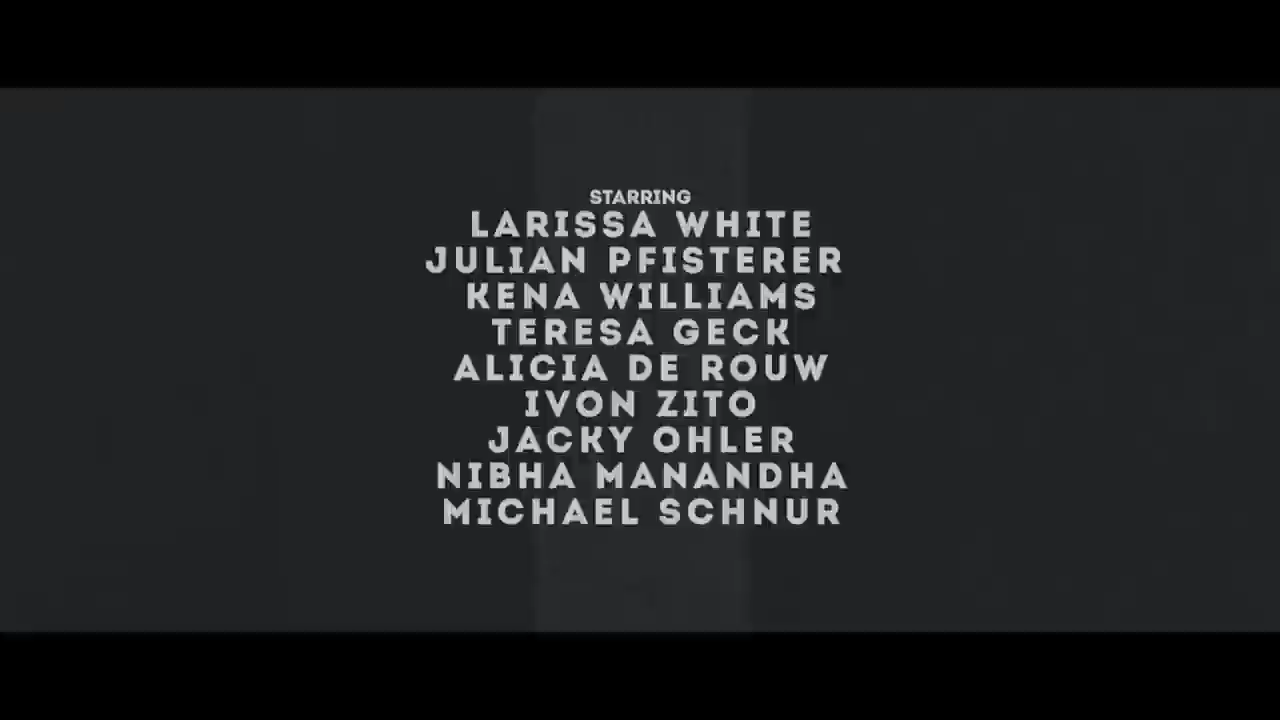 STARRING
LARISSA WHITE
JULIAN PFISTERER
KENA WILLIAMS
TERESA GECK
ALICIA DE ROUW
IVON ZITO
JACKY OHLER
NIBHA MANANDHA
MICHAEL SCHNUR